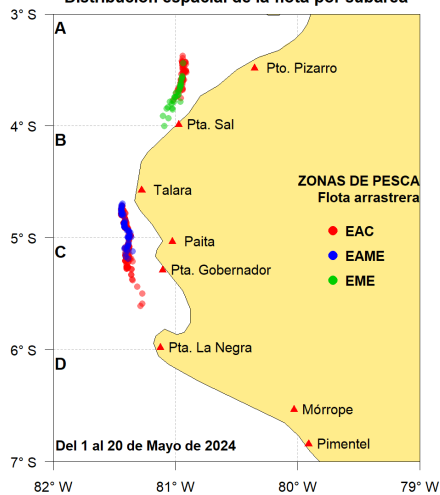 Distribución espacial de la flota por subárea
3° S
A
Pto. Pizarro
4° S
Pta. Sal
B
ZONAS DE PESCA
Talara
Flota arrastrera
EAC
5° S
Paita
C
EAME
Pta. Gobernador
EME
6° S
Pta. La Negra
D
Mórrope
Del 1 al 20 de Mayo de 2024
Pimentel
7° S
82° W
81° W
80° W
79° W